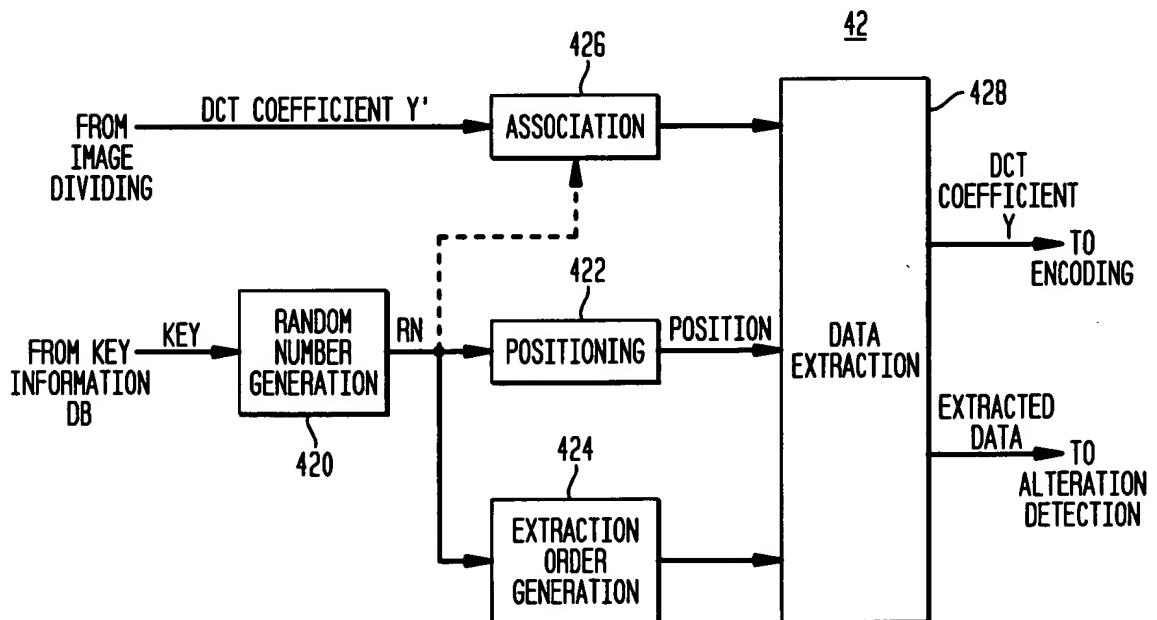 42
426
428
DCT COEFFICIENT Y'
FROM
IMAGE
DIVIDING
ASSOCIATION
DCT
COEFFICIENT
Y
TO
ENCODING
422
KEY
FROM KEY
INFORMATION
DB
RANDOM
NUMBER
GENERATION
420
RN
POSITIONING
POSITION
DATA
EXTRACTION
EXTRACTED
DATA
TO
ALTERATION
DETECTION
424
EXTRACTION
ORDER
GENERATION